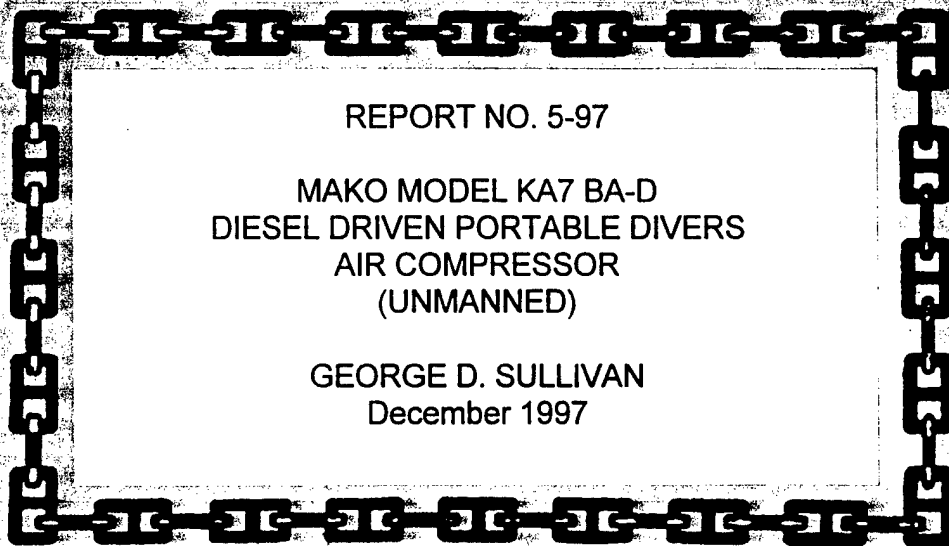 REPORT NO. 5-97
MAKO MODEL KA7 BA-D
DIESEL DRIVEN PORTABLE DIVERS
AIR COMPRESSOR
(UNMANNED)
GEORGE D. SULLIVAN
December 1997